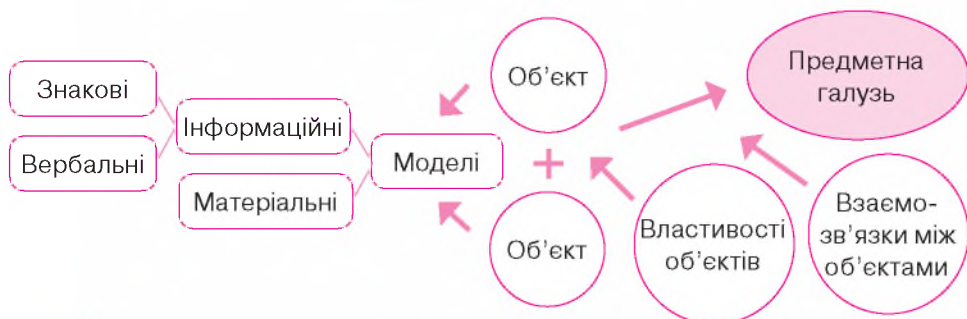 Знакові
Вербальні
Інформаційні
Матеріальні
Моделі
Об’єкт
+
Об’єкт
Предметна
галузь
Властивості
об’єктів
Взаємо-
зв’язки між
об’єктами